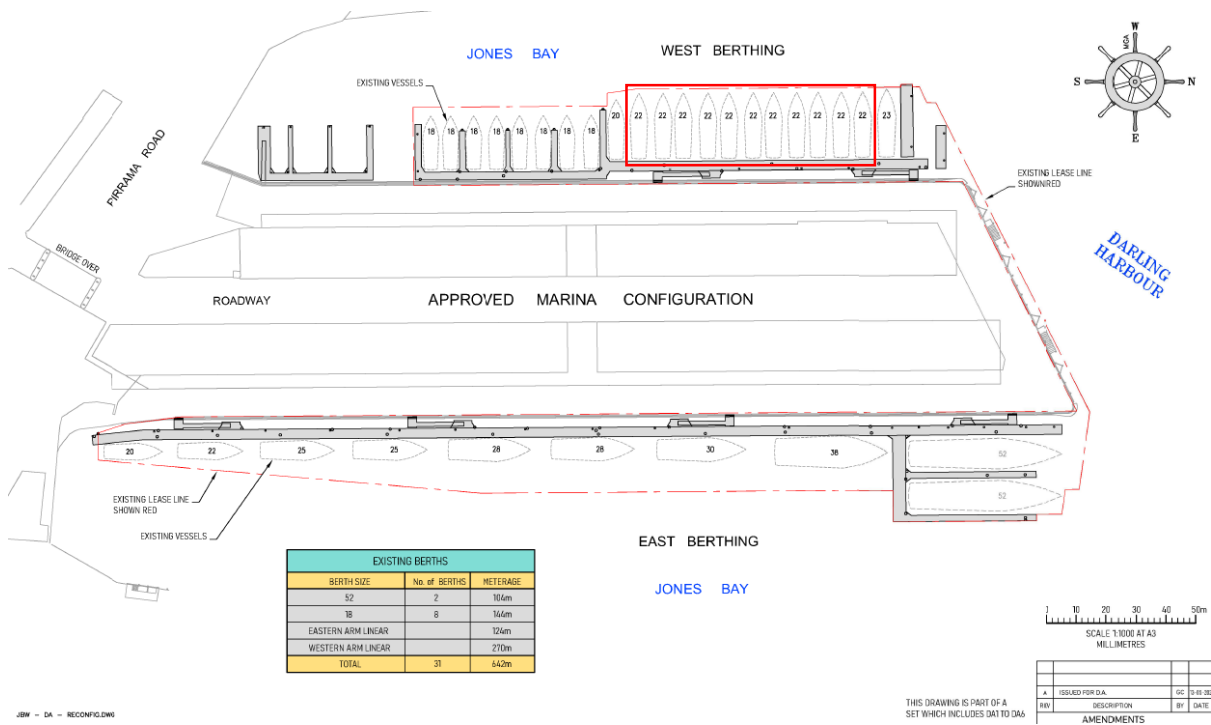 JONES BAY
WEST BERTHING
EXISTING VESSELS
W
MGA
S
N
E
18 18 18 18 18 18 18 18
20 22 22 22 22 22 22 22 22 22 22 22 23
PIRRAMA ROAD
EXISTING LEASE LINE
SHOWNRED
BRIDGE OVER
DARLING
HARBOUR
ROADWAY
APPROVED MARINA CONFIGURATION
20 22 25 25 28 28 30 38 52
52
EXISTING LEASE LINE
SHOWN RED
EXISTING VESSELS
EAST BERTHING
JONES BAY
EXISTING BERTHS
BERTH SIZE No. of BERTHS METERAGE
52 2 104m
18 8 144m
EASTERN ARM LINEAR 124m
WESTERN ARM LINEAR 270m
TOTAL 31 642m
10 20 30 40 50m
SCALE 1:1000 AT A3
MILLIMETRES
A ISSUED FOR D.A. GC
REV DESCRIPTION BY DATE
AMENDMENTS
THIS DRAWING IS PART OF A
SET WHICH INCLUDES DA1 TO DA6
JBW - DA - RECONFIG.DWG